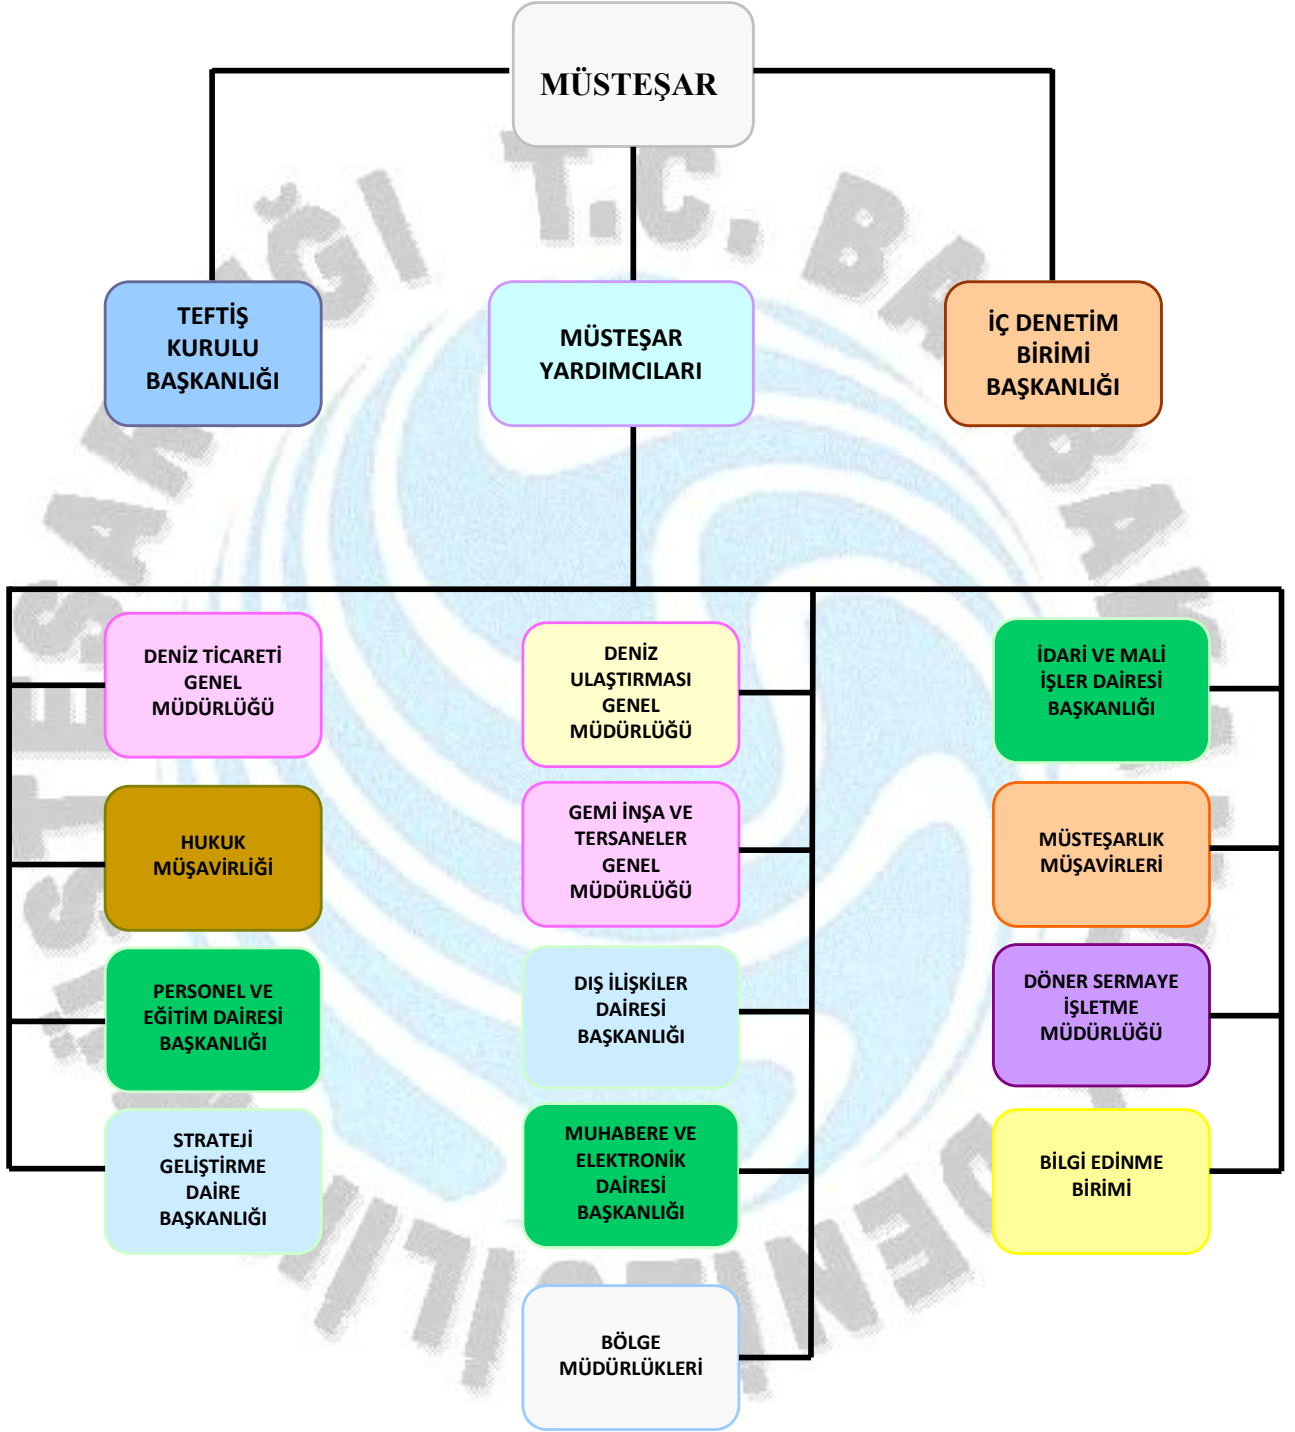 MÜSTEŞAR
TEFTİŞ
KURULU
BAŞKANLIĞI
MÜSTEŞAR
YARDIMCILARI
İÇ DENETİM
BİRİMİ
BAŞKANLIĞI
DENİZ TİCARETİ
GENEL
MÜDÜRLÜĞÜ
DENİZ
ULAŞTIRMASI
GENEL
MÜDÜRLÜĞÜ
İDARİ VE MALİ
İŞLER DAİRESİ
BAŞKANLIĞI
HUKUK
MÜŞAVİRLİĞİ
GEMİ İNŞA VE
TERSANELER
GENEL
MÜDÜRLÜĞÜ
MÜSTEŞARLIK
MÜŞAVİRLERİ
PERSONEL VE
EĞİTİM DAİRESİ
BAŞKANLIĞI
DIŞ İLİŞKİLER
DAİRESİ
BAŞKANLIĞI
DÖNER SERMAYE
İŞLETME
MÜDÜRLÜĞÜ
STRATEJİ
GELİŞTİRME
DAİRE
BAŞKANLIĞI
MUHABERE VE
ELEKTRONİK
DAİRESİ
BAŞKANLIĞI
BİLGİ EDİNME
BİRİMİ
BÖLGE
MÜDÜRLÜKLERİ
T.C.